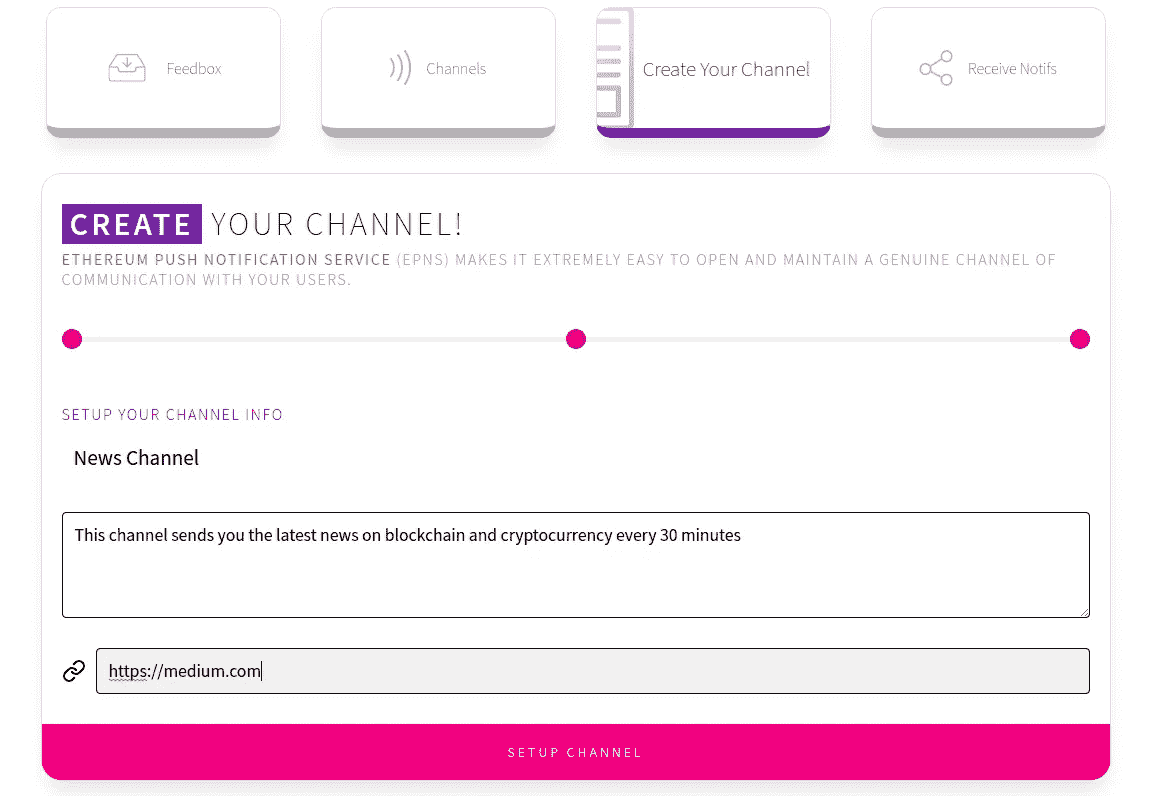 Feedbox
Channels
Create Your Channel
Receive Notifs
CREATE YOUR CHANNEL!
ETHEREUM PUSH NOTIFICATION SERVICE (EPNS) MAKES IT EXTREMELY EASY TO OPEN AND MAINTAIN A GENUINE CHANNEL OF
COMMUNICATION WITH YOUR USERS.
SETUP YOUR CHANNEL INFO
News Channel
This channel sends you the latest news on blockchain and cryptocurrency every 30 minutes
https://medium.com
SETUP CHANNEL